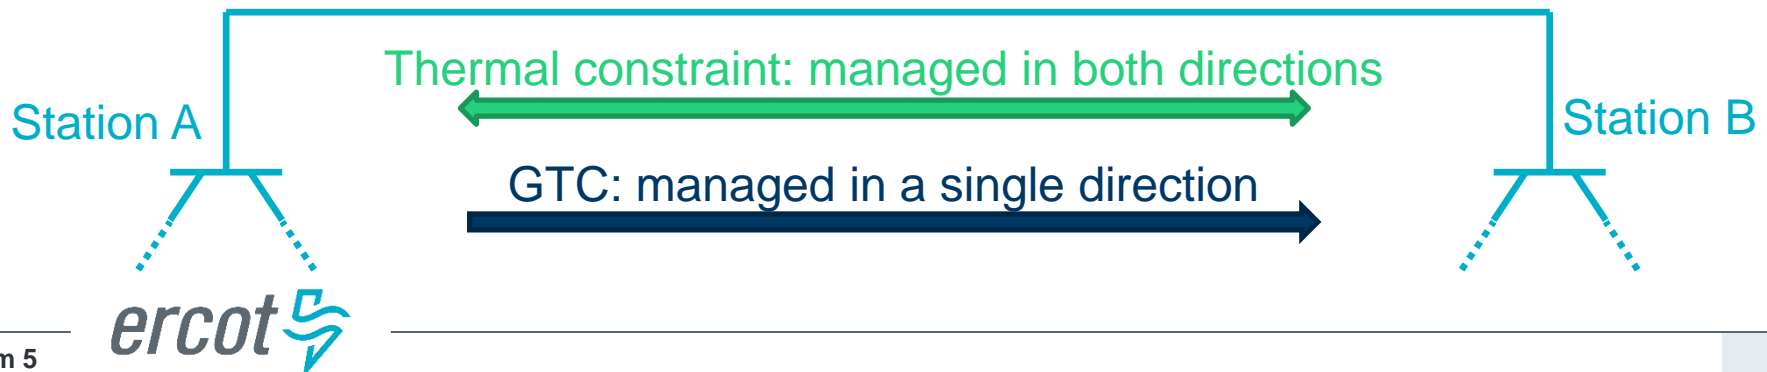 Thermal constraint: managed in both directions
Station A
Station B
GTC: managed in a single direction
ercot
m 5